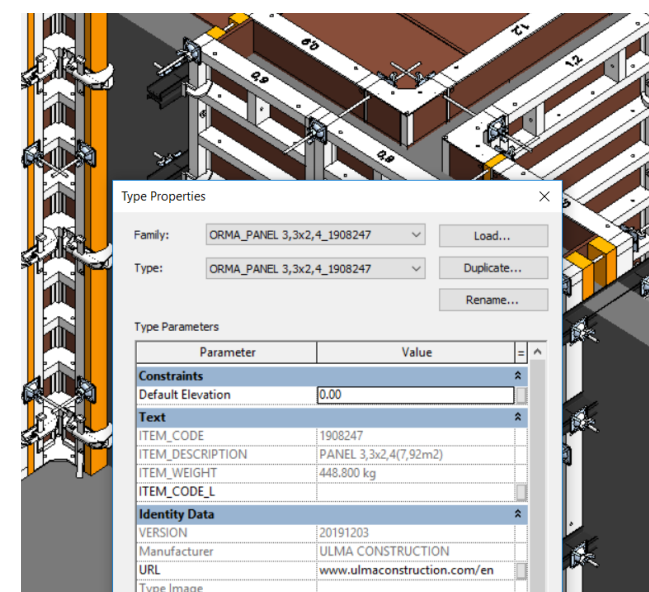 0,9
1,2
1,2
0,9
0,9
Type Properties
Family: ORMA_PANEL 3,3x2,4_1908247 Load...
Type: ORMA_PANEL 3,3x2,4_1908247 Duplicate...
Rename...
Type Parameters
Parameter Value =
Constraints
Default Elevation 0.00
Text
ITEM_CODE 1908247
ITEM_DESCRIPTION PANEL 3,3x2,4(7,92m2)
ITEM_WEIGHT 448.800 kg
ITEM_CODE_L
Identity Data
VERSION 20191203
Manufacturer ULMA CONSTRUCTION
URL www.ulmaconstruction.com/en
Type Image